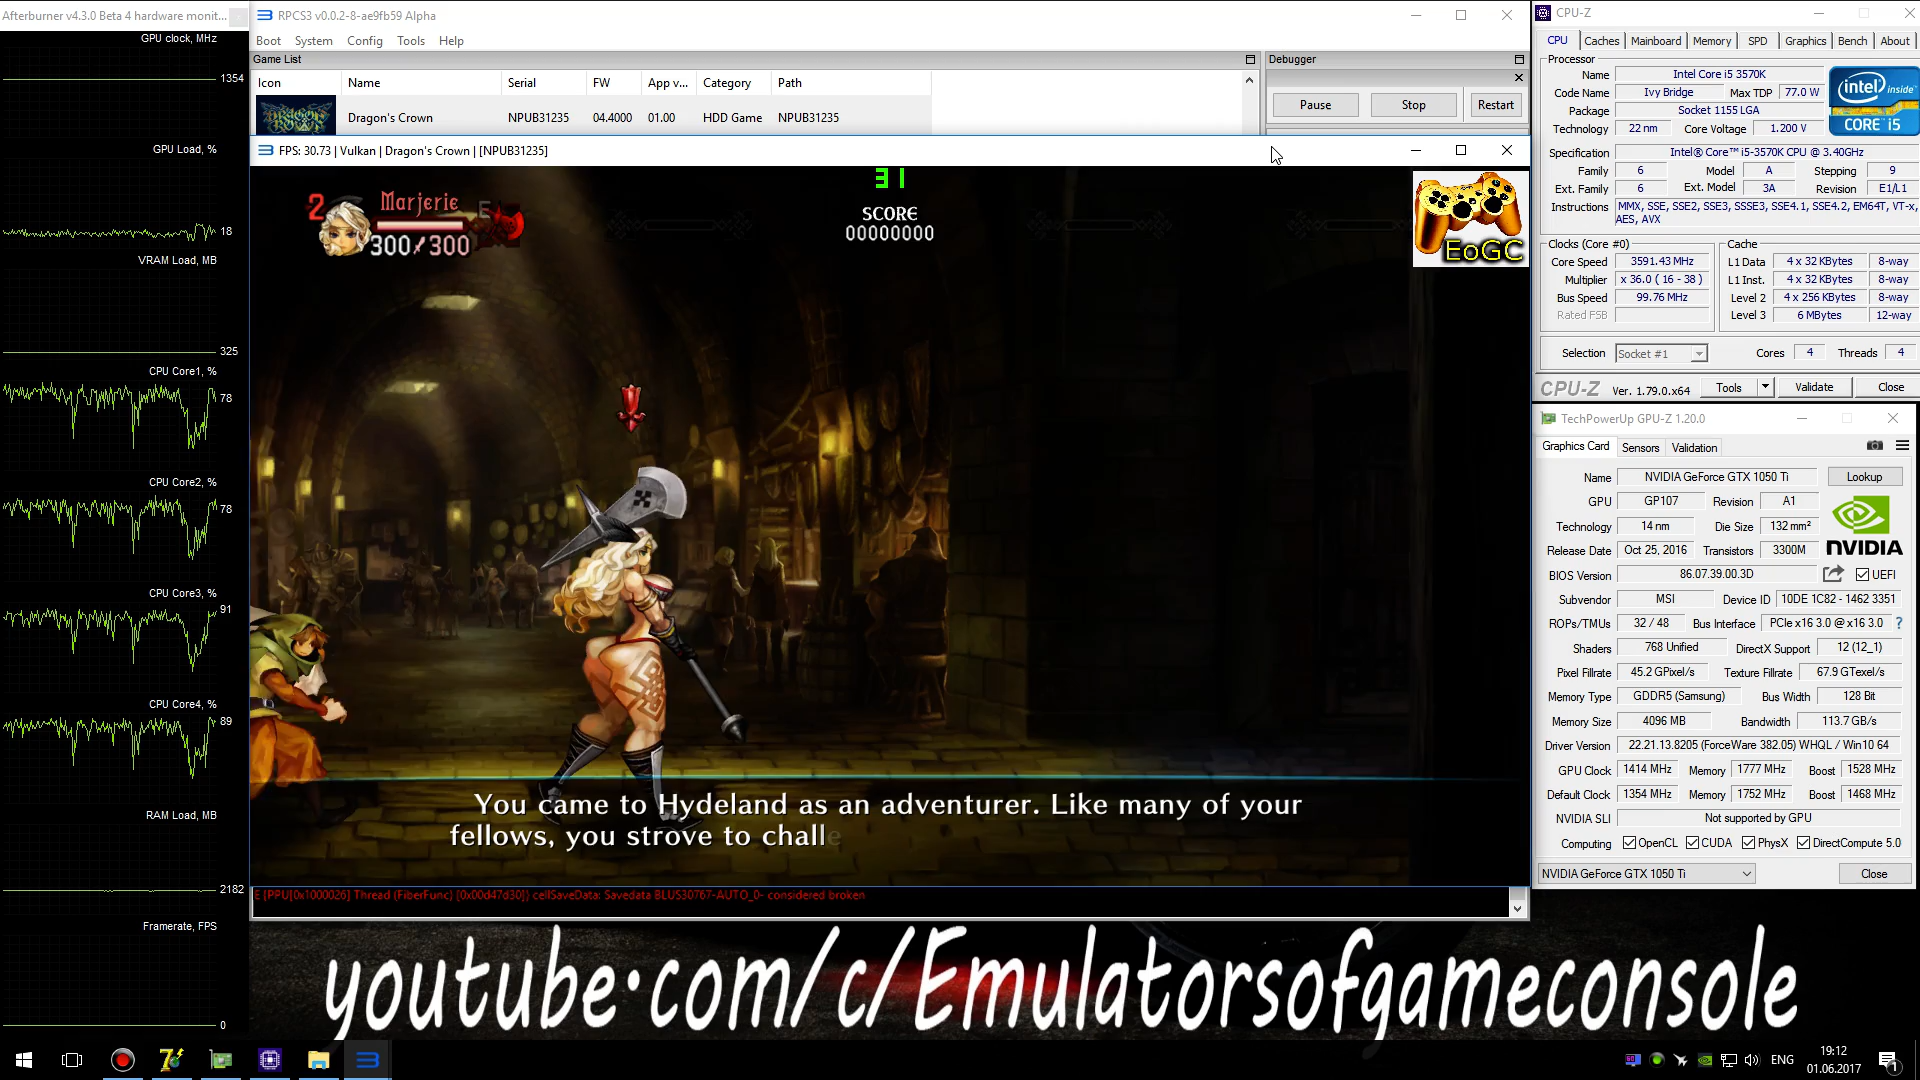 Afterburner v4.3.0 Beta 4 hardware monit...
GPU clock, MHz
1354
GPU Load, %
18
VRAM Load, MB
325
CPU Core1, %
78
CPU Core2, %
78
CPU Core3, %
91
CPU Core4, %
89
RAM Load, MB
2182
Framerate, FPS
0
RPCS3 v0.0.2-8-ae9fb59 Alpha
Boot System Config Tools Help
Game List
Icon Name Serial FW App v... Category Path
DRAGON'S CROWN
Dragon's Crown NPUB31235 04.4000 01.00 HDD Game NPUB31235
Debugger
Pause Stop Restart
FPS: 30.73 | Vulkan | Dragon's Crown | [NPUB31235]
31
2 Marjerie E
300/300
SCORE
00000000
EoGC
You came to Hydeland as an adventurer. Like many of your
fellows, you strove to challe
E {PPU[0x1000026] Thread (FiberFunc) [0x00d47d30]} cellSaveData: Savedata BLUS30767-AUTO_0- considered broken
youtube.com/c/Emulatorsofgameconsole
CPU-Z
CPU Caches Mainboard Memory SPD Graphics Bench About
Processor
Name Intel Core i5 3570K
Code Name Ivy Bridge Max TDP 77.0 W
Package Socket 1155 LGA
Technology 22 nm Core Voltage 1.200 V
intel inside
CORE i5
Specification Intel® Core™ i5-3570K CPU @ 3.40GHz
Family 6 Model A Stepping 9
Ext. Family 6 Ext. Model 3A Revision E1/L1
Instructions MMX, SSE, SSE2, SSE3, SSSE3, SSE4.1, SSE4.2, EM64T, VT-x,
AES, AVX
Clocks (Core #0)
Core Speed 3591.43 MHz
Multiplier x 36.0 ( 16 - 38 )
Bus Speed 99.76 MHz
Rated FSB
Cache
L1 Data 4 x 32 KBytes 8-way
L1 Inst. 4 x 32 KBytes 8-way
Level 2 4 x 256 KBytes 8-way
Level 3 6 MBytes 12-way
Selection Socket #1 Cores 4 Threads 4
CPU-Z Ver. 1.79.0.x64 Tools Validate Close
TechPowerUp GPU-Z 1.20.0
Graphics Card Sensors Validation
Name NVIDIA GeForce GTX 1050 Ti Lookup
GPU GP107 Revision A1
Technology 14 nm Die Size 132 mm²
Release Date Oct 25, 2016 Transistors 3300M
NVIDIA
BIOS Version 86.07.39.00.3D UEFI
Subvendor MSI Device ID 10DE 1C82 - 1462 3351
ROPs/TMUs 32 / 48 Bus Interface PCIe x16 3.0 @ x16 3.0 ?
Shaders 768 Unified DirectX Support 12 (12_1)
Pixel Fillrate 45.2 GPixel/s Texture Fillrate 67.9 GTexel/s
Memory Type GDDR5 (Samsung) Bus Width 128 Bit
Memory Size 4096 MB Bandwidth 113.7 GB/s
Driver Version 22.21.13.8205 (ForceWare 382.05) WHQL / Win10 64
GPU Clock 1414 MHz Memory 1777 MHz Boost 1528 MHz
Default Clock 1354 MHz Memory 1752 MHz Boost 1468 MHz
NVIDIA SLI Not supported by GPU
Computing OpenCL CUDA PhysX DirectCompute 5.0
NVIDIA GeForce GTX 1050 Ti Close
ENG
19:12
01.06.2017
1